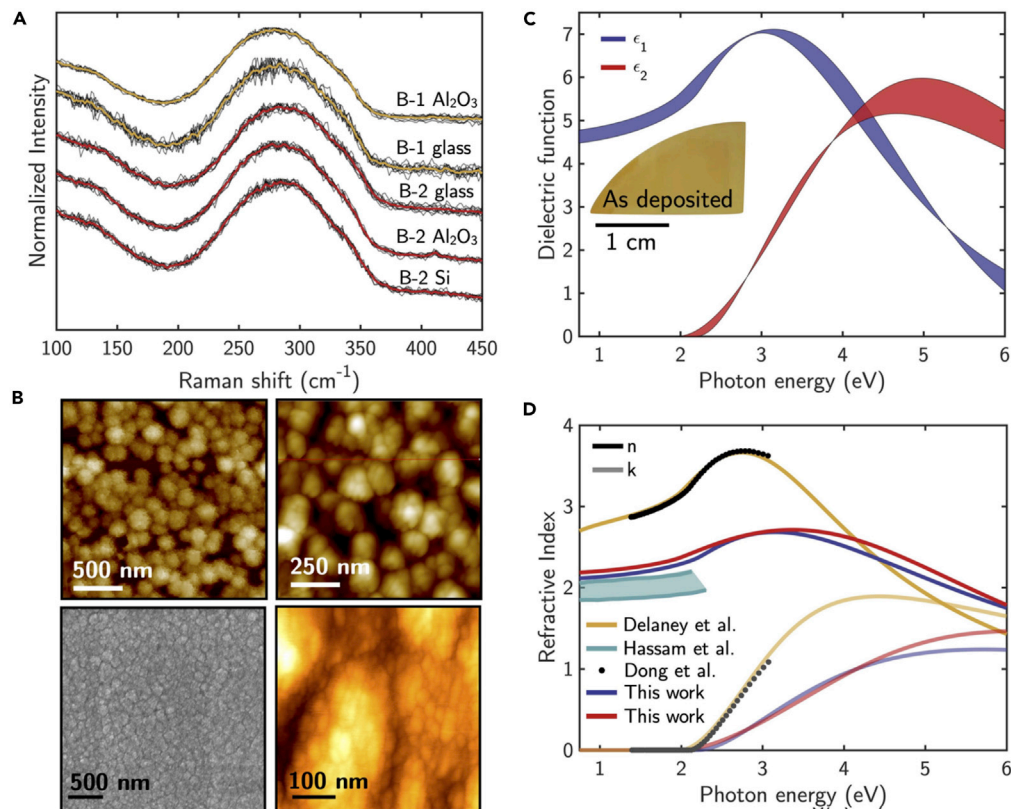 A
Normalized Intensity
B-1 Al₂O₃
B-1 glass
B-2 glass
B-2 Al₂O₃
B-2 Si
100 150 200 250 300 350 400 450
Raman shift (cm⁻¹)
B
500 nm
250 nm
500 nm
100 nm
C
Dielectric function
7
6
5
4
3
2
1
0
ϵ₁
ϵ₂
As deposited
1 cm
1 2 3 4 5 6
Photon energy (eV)
D
Refractive Index
4
3
2
1
0
n
k
Delaney et al.
Hassam et al.
Dong et al.
This work
This work
1 2 3 4 5 6
Photon energy (eV)